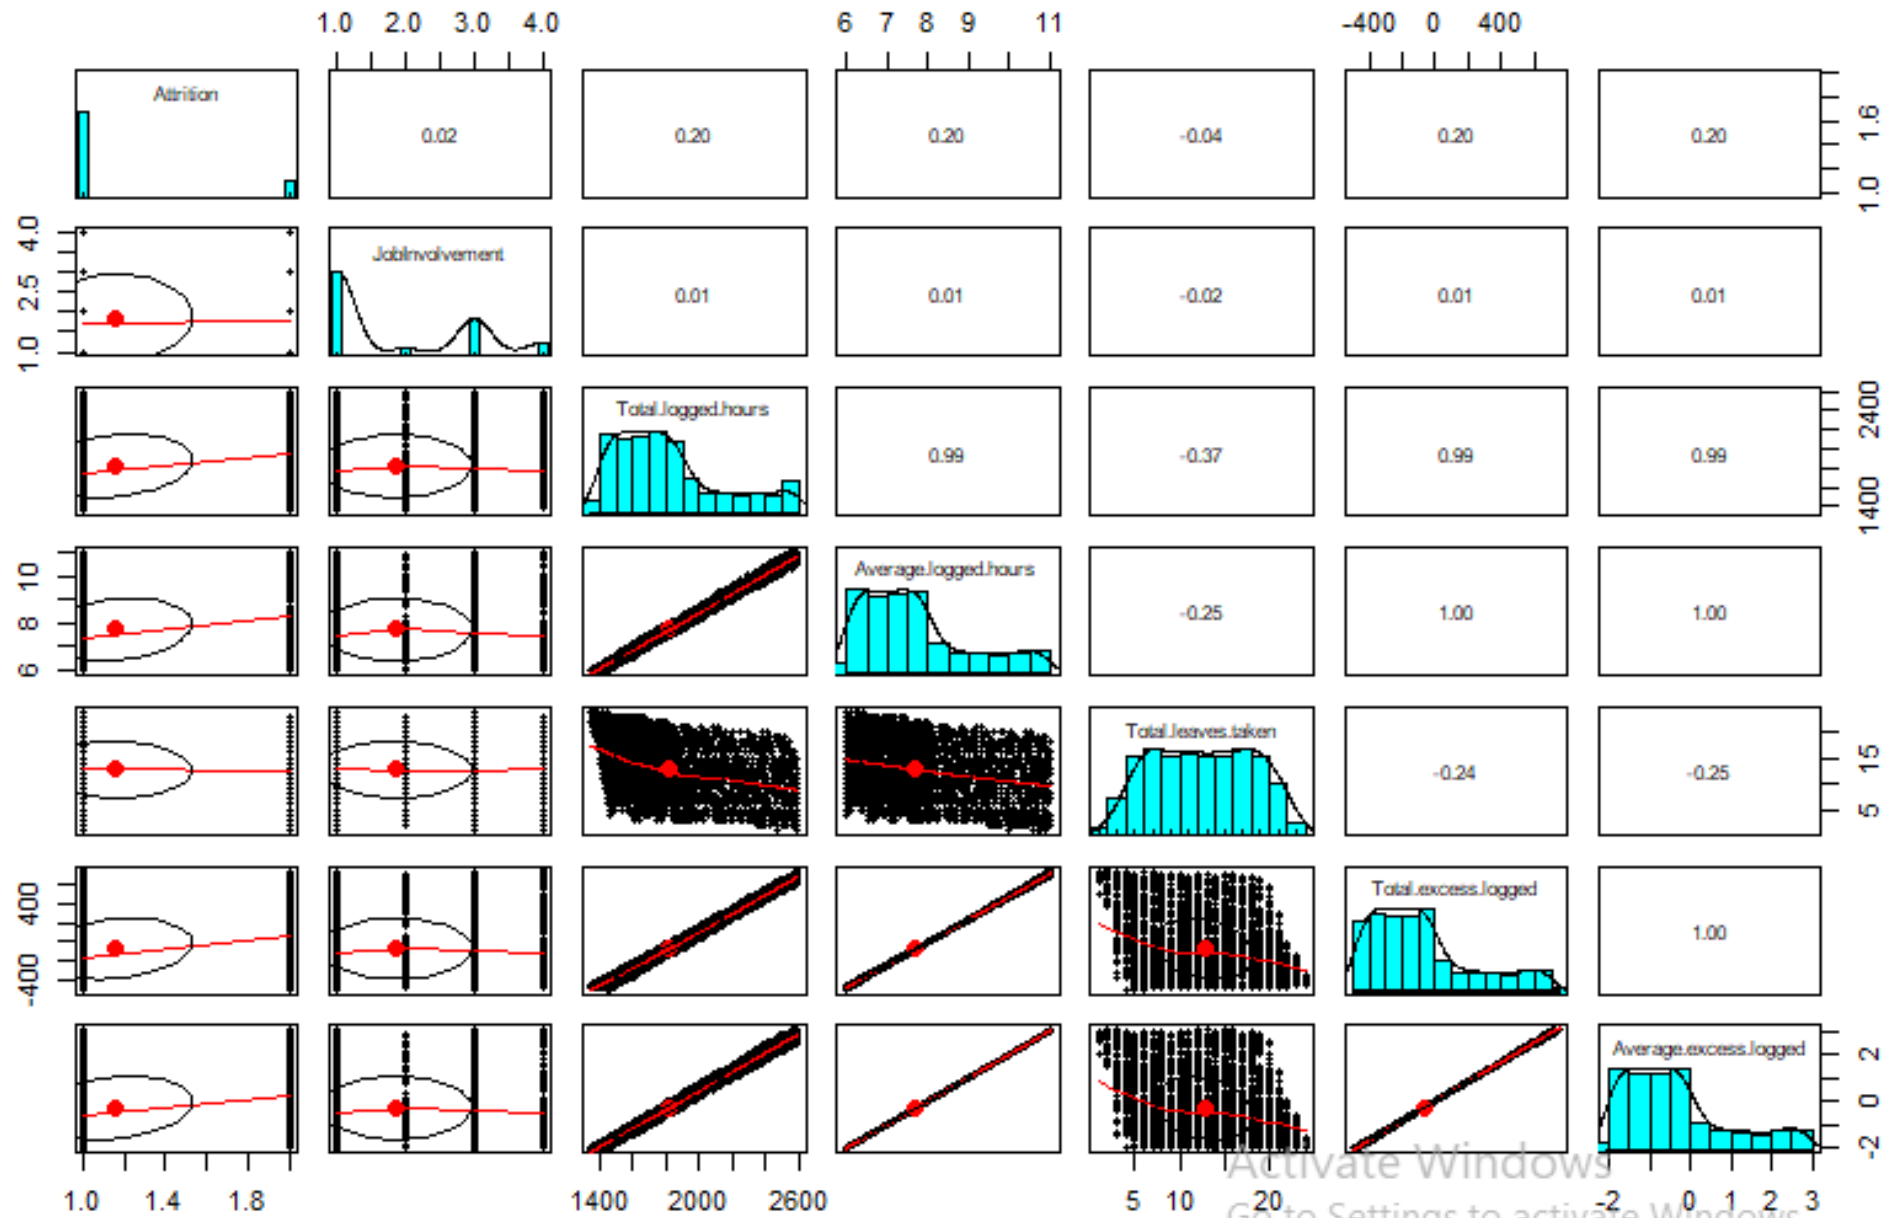 1.0 2.0 3.0 4.0 6 7 8 9 11 -400 0 400
Attrition 0.02 0.20 0.20 -0.04 0.20 0.20 1.0 1.6
1.0 2.5 4.0 JobInvolvement 0.01 0.01 -0.02 0.01 0.01
Total.logged.hours 0.99 -0.37 0.99 0.99 1400 2400
6 8 10 Average.logged.hours -0.25 1.00 1.00
Total.leaves.taken -0.24 -0.25 5 15
-400 400 Total.excess.logged 1.00
Average.excess.logged -2 0 2
Activate Windows
1.0 1.4 1.8 1400 2000 2600 5 10 20 -2 0 1 2 3
Go to Settings to activate Windows.